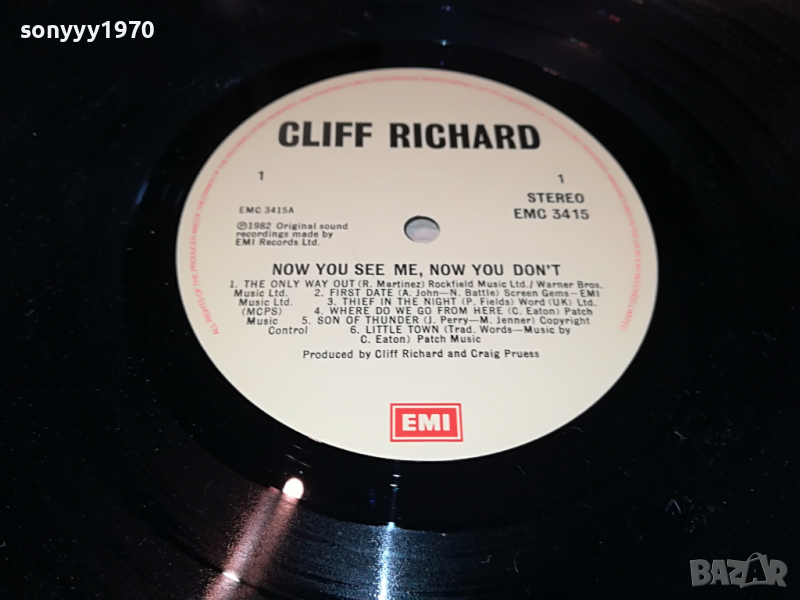 sonyyy1970
CLIFF RICHARD
1
1
STEREO
EMC 3415A
EMC 3415
Ⓟ1982 Original sound
recordings made by
EMI Records Ltd.
NOW YOU SEE ME, NOW YOU DON'T
1. THE ONLY WAY OUT (R. Martinez) Rockfield Music Ltd./Warner Bros.
Music Ltd. 2. FIRST DATE (A. John—N. Battle) Screen Gems—EMI
Music Ltd. 3. THIEF IN THE NIGHT (P. Fields) Word (UK) Ltd.
(MCPS) 4. WHERE DO WE GO FROM HERE (C. Eaton) Patch
Music 5. SON OF THUNDER (J. Perry—M. Jenner) Copyright
Control 6. LITTLE TOWN (Trad. Words—Music by
C. Eaton) Patch Music
Produced by Cliff Richard and Craig Pruess
EMI
BAZAR